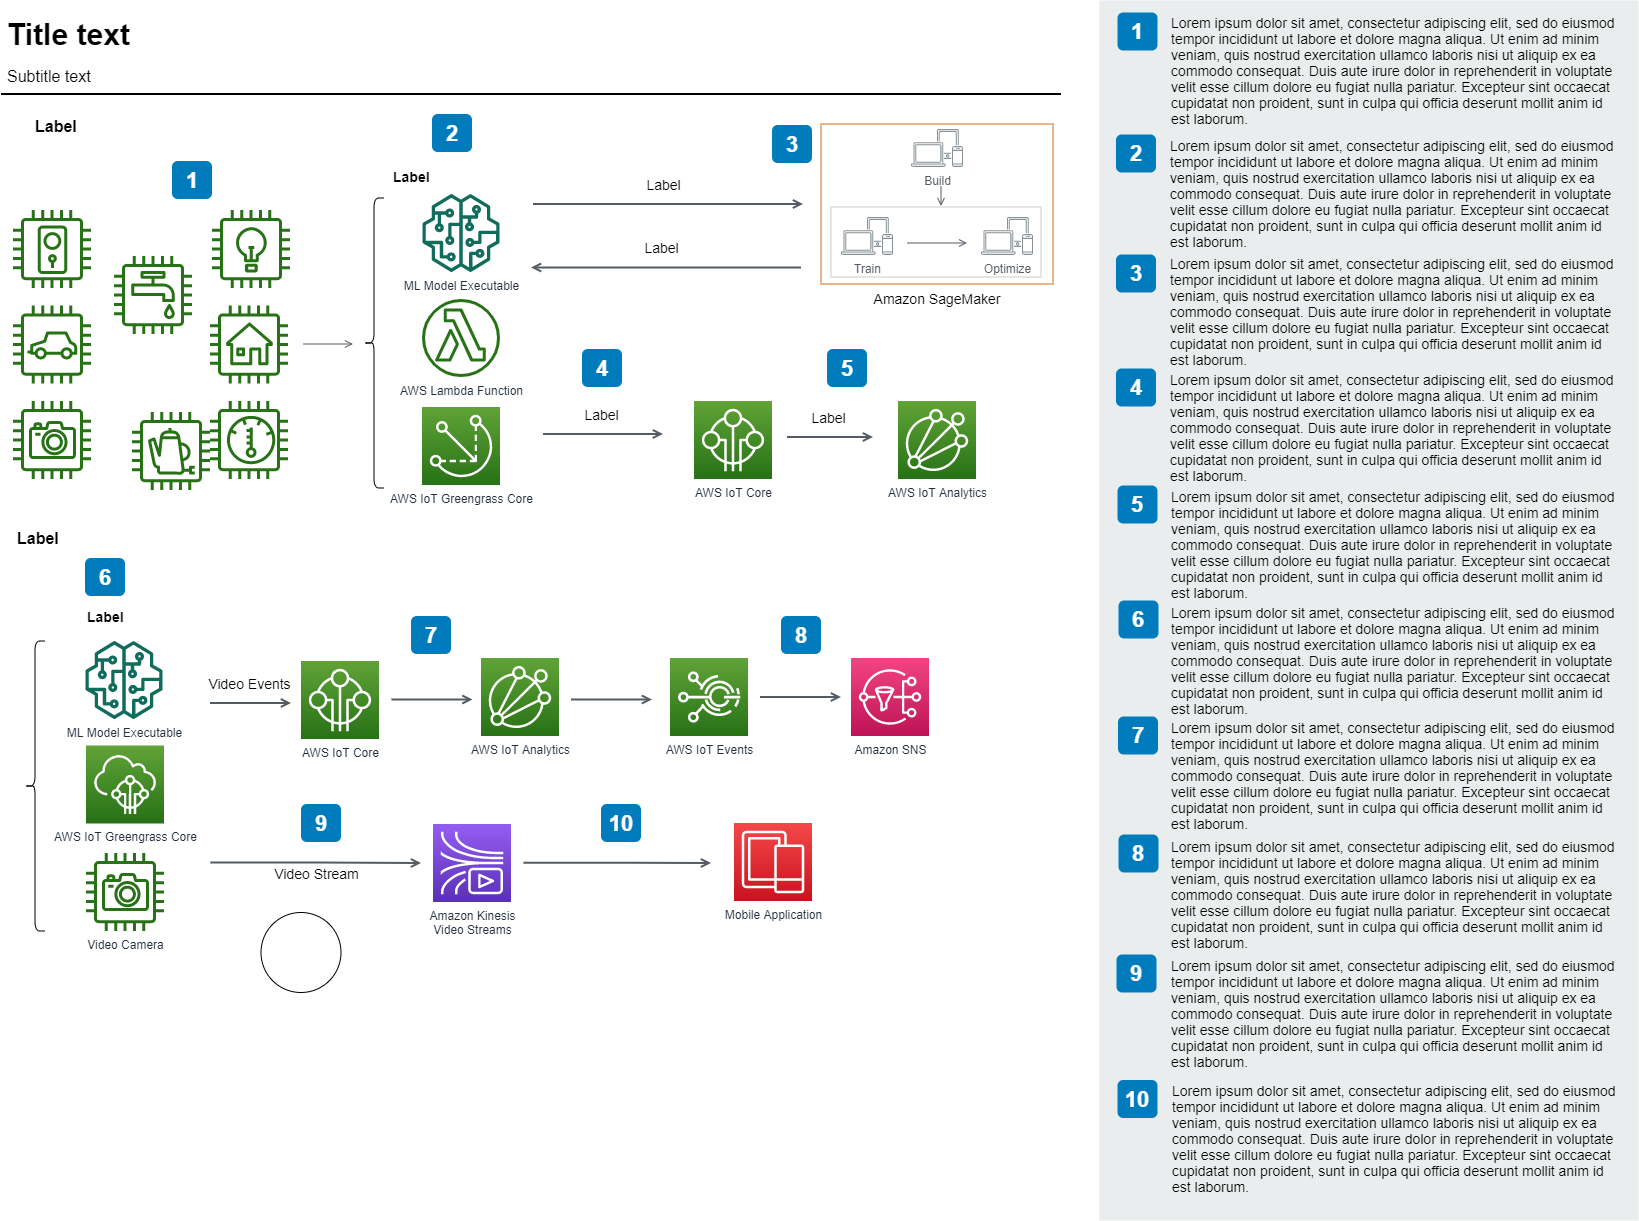 Title text
Subtitle text
Label
1
2
Label
ML Model Executable
AWS Lambda Function
AWS IoT Greengrass Core
Label
Label
3
Build
Train
Optimize
Amazon SageMaker
4
Label
AWS IoT Core
5
Label
AWS IoT Analytics
Label
6
Label
ML Model Executable
AWS IoT Greengrass Core
Video Camera
Video Events
AWS IoT Core
7
AWS IoT Analytics
AWS IoT Events
8
Amazon SNS
9
Video Stream
Amazon Kinesis
Video Streams
10
Mobile Application
1
Lorem ipsum dolor sit amet, consectetur adipiscing elit, sed do eiusmod
tempor incididunt ut labore et dolore magna aliqua. Ut enim ad minim
veniam, quis nostrud exercitation ullamco laboris nisi ut aliquip ex ea
commodo consequat. Duis aute irure dolor in reprehenderit in voluptate
velit esse cillum dolore eu fugiat nulla pariatur. Excepteur sint occaecat
cupidatat non proident, sunt in culpa qui officia deserunt mollit anim id
est laborum.
2
Lorem ipsum dolor sit amet, consectetur adipiscing elit, sed do eiusmod
tempor incididunt ut labore et dolore magna aliqua. Ut enim ad minim
veniam, quis nostrud exercitation ullamco laboris nisi ut aliquip ex ea
commodo consequat. Duis aute irure dolor in reprehenderit in voluptate
velit esse cillum dolore eu fugiat nulla pariatur. Excepteur sint occaecat
cupidatat non proident, sunt in culpa qui officia deserunt mollit anim id
est laborum.
3
Lorem ipsum dolor sit amet, consectetur adipiscing elit, sed do eiusmod
tempor incididunt ut labore et dolore magna aliqua. Ut enim ad minim
veniam, quis nostrud exercitation ullamco laboris nisi ut aliquip ex ea
commodo consequat. Duis aute irure dolor in reprehenderit in voluptate
velit esse cillum dolore eu fugiat nulla pariatur. Excepteur sint occaecat
cupidatat non proident, sunt in culpa qui officia deserunt mollit anim id
est laborum.
4
Lorem ipsum dolor sit amet, consectetur adipiscing elit, sed do eiusmod
tempor incididunt ut labore et dolore magna aliqua. Ut enim ad minim
veniam, quis nostrud exercitation ullamco laboris nisi ut aliquip ex ea
commodo consequat. Duis aute irure dolor in reprehenderit in voluptate
velit esse cillum dolore eu fugiat nulla pariatur. Excepteur sint occaecat
cupidatat non proident, sunt in culpa qui officia deserunt mollit anim id
est laborum.
5
Lorem ipsum dolor sit amet, consectetur adipiscing elit, sed do eiusmod
tempor incididunt ut labore et dolore magna aliqua. Ut enim ad minim
veniam, quis nostrud exercitation ullamco laboris nisi ut aliquip ex ea
commodo consequat. Duis aute irure dolor in reprehenderit in voluptate
velit esse cillum dolore eu fugiat nulla pariatur. Excepteur sint occaecat
cupidatat non proident, sunt in culpa qui officia deserunt mollit anim id
est laborum.
6
Lorem ipsum dolor sit amet, consectetur adipiscing elit, sed do eiusmod
tempor incididunt ut labore et dolore magna aliqua. Ut enim ad minim
veniam, quis nostrud exercitation ullamco laboris nisi ut aliquip ex ea
commodo consequat. Duis aute irure dolor in reprehenderit in voluptate
velit esse cillum dolore eu fugiat nulla pariatur. Excepteur sint occaecat
cupidatat non proident, sunt in culpa qui officia deserunt mollit anim id
est laborum.
7
Lorem ipsum dolor sit amet, consectetur adipiscing elit, sed do eiusmod
tempor incididunt ut labore et dolore magna aliqua. Ut enim ad minim
veniam, quis nostrud exercitation ullamco laboris nisi ut aliquip ex ea
commodo consequat. Duis aute irure dolor in reprehenderit in voluptate
velit esse cillum dolore eu fugiat nulla pariatur. Excepteur sint occaecat
cupidatat non proident, sunt in culpa qui officia deserunt mollit anim id
est laborum.
8
Lorem ipsum dolor sit amet, consectetur adipiscing elit, sed do eiusmod
tempor incididunt ut labore et dolore magna aliqua. Ut enim ad minim
veniam, quis nostrud exercitation ullamco laboris nisi ut aliquip ex ea
commodo consequat. Duis aute irure dolor in reprehenderit in voluptate
velit esse cillum dolore eu fugiat nulla pariatur. Excepteur sint occaecat
cupidatat non proident, sunt in culpa qui officia deserunt mollit anim id
est laborum.
9
Lorem ipsum dolor sit amet, consectetur adipiscing elit, sed do eiusmod
tempor incididunt ut labore et dolore magna aliqua. Ut enim ad minim
veniam, quis nostrud exercitation ullamco laboris nisi ut aliquip ex ea
commodo consequat. Duis aute irure dolor in reprehenderit in voluptate
velit esse cillum dolore eu fugiat nulla pariatur. Excepteur sint occaecat
cupidatat non proident, sunt in culpa qui officia deserunt mollit anim id
est laborum.
10
Lorem ipsum dolor sit amet, consectetur adipiscing elit, sed do eiusmod
tempor incididunt ut labore et dolore magna aliqua. Ut enim ad minim
veniam, quis nostrud exercitation ullamco laboris nisi ut aliquip ex ea
commodo consequat. Duis aute irure dolor in reprehenderit in voluptate
velit esse cillum dolore eu fugiat nulla pariatur. Excepteur sint occaecat
cupidatat non proident, sunt in culpa qui officia deserunt mollit anim id
est laborum.